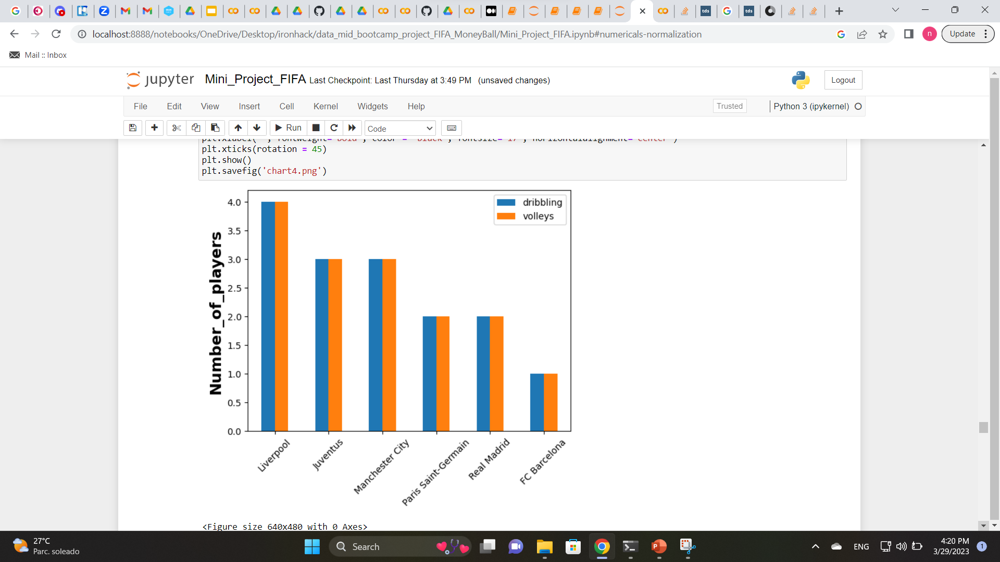 localhost:8888/notebooks/OneDrive/Desktop/ironhack/data_mid_bootcamp_project_FIFA_MoneyBall/Mini_Project_FIFA.ipynb#numericals-normalization
n
Update
Mail :: Inbox
jupyter Mini_Project_FIFA Last Checkpoint: Last Thursday at 3:49 PM (unsaved changes)
Logout
File Edit View Insert Cell Kernel Widgets Help
Trusted
Python 3 (ipykernel)
Run
Code
plt.xticks(rotation = 45)
plt.show()
plt.savefig('chart4.png')
dribbling
volleys
Number_of_players
4.0
3.5
3.0
2.5
2.0
1.5
1.0
0.5
0.0
Liverpool
Juventus
Manchester City
Paris Saint-Germain
Real Madrid
FC Barcelona
<Figure size 640x480 with 0 Axes>
27°C
Parc. soleado
Search
ENG
4:20 PM
3/29/2023
1